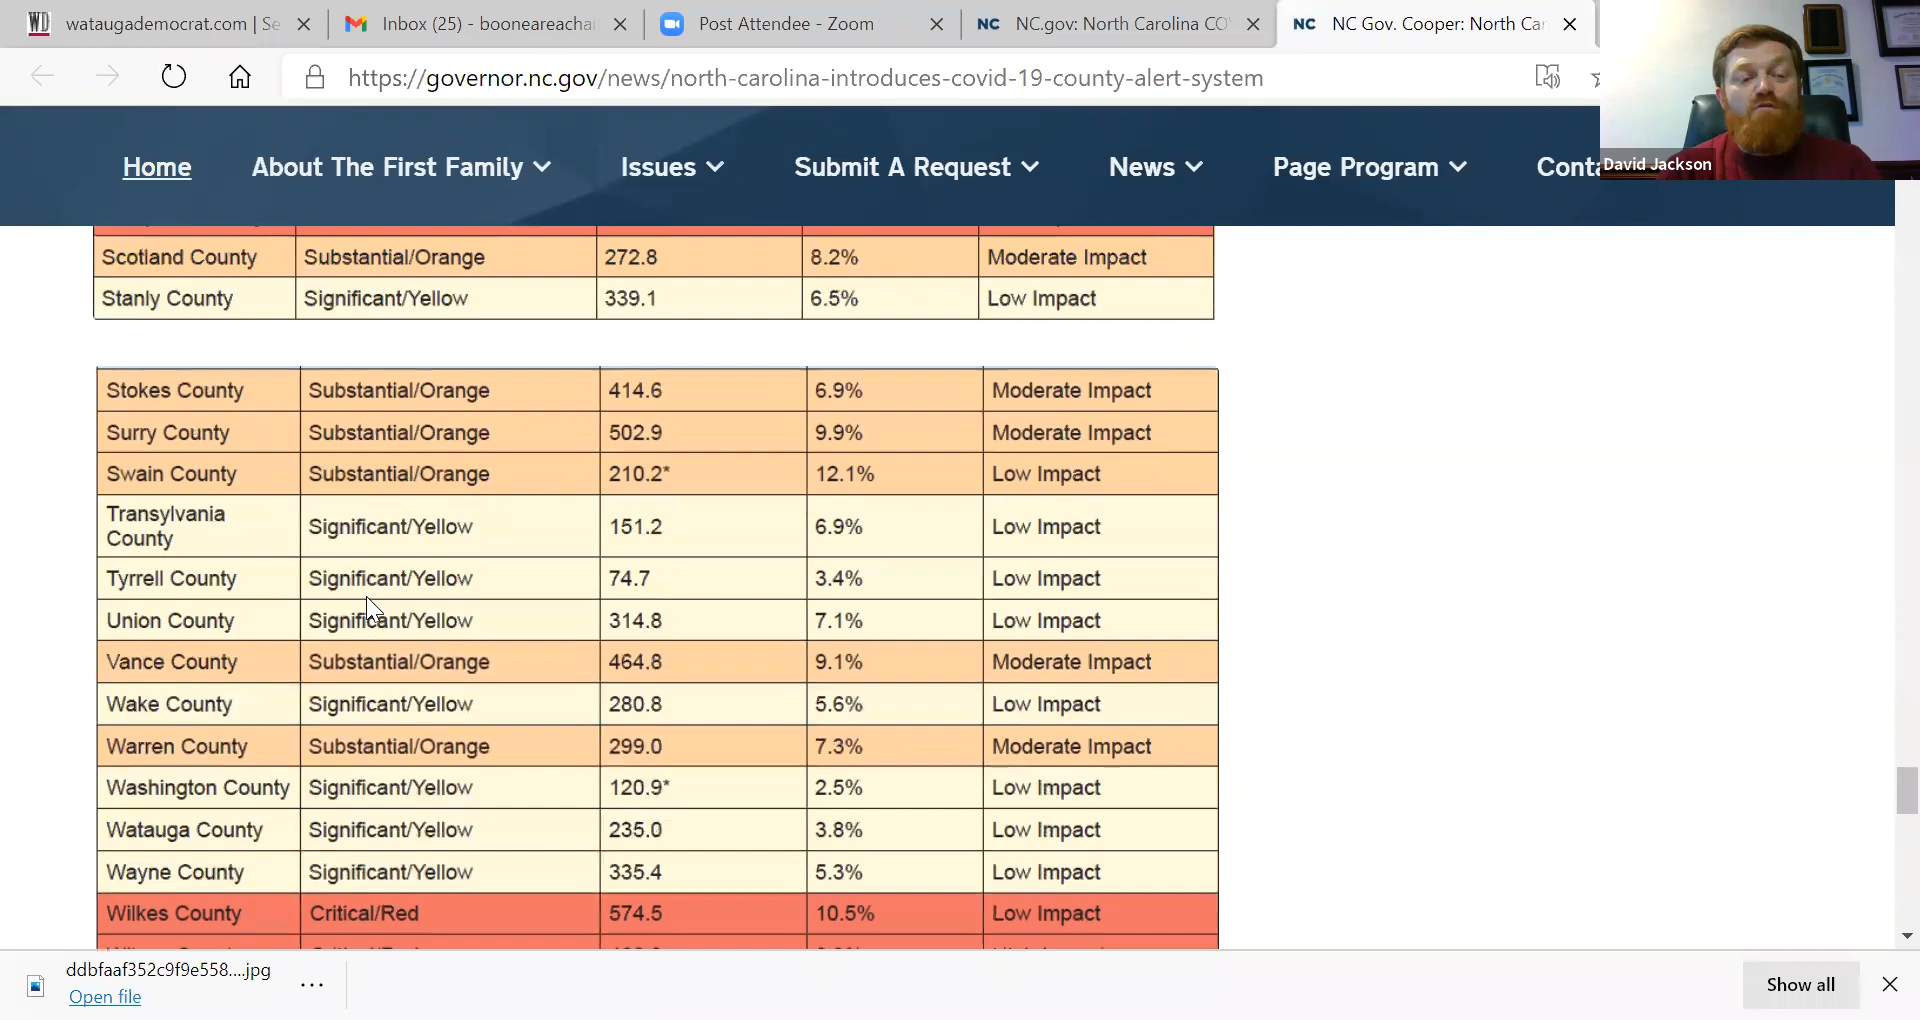 WD wataugademocrat.com | Se
Inbox (25) - booneareachar
Post Attendee - Zoom
NC NC.gov: North Carolina CO
NC NC Gov. Cooper: North Car
https://governor.nc.gov/news/north-carolina-introduces-covid-19-county-alert-system
David Jackson
Home About The First Family Issues Submit A Request News Page Program Conta
Scotland County Substantial/Orange 272.8 8.2% Moderate Impact
Stanly County Significant/Yellow 339.1 6.5% Low Impact
Stokes County Substantial/Orange 414.6 6.9% Moderate Impact
Surry County Substantial/Orange 502.9 9.9% Moderate Impact
Swain County Substantial/Orange 210.2* 12.1% Low Impact
Transylvania
County Significant/Yellow 151.2 6.9% Low Impact
Tyrrell County Significant/Yellow 74.7 3.4% Low Impact
Union County Significant/Yellow 314.8 7.1% Low Impact
Vance County Substantial/Orange 464.8 9.1% Moderate Impact
Wake County Significant/Yellow 280.8 5.6% Low Impact
Warren County Substantial/Orange 299.0 7.3% Moderate Impact
Washington County Significant/Yellow 120.9* 2.5% Low Impact
Watauga County Significant/Yellow 235.0 3.8% Low Impact
Wayne County Significant/Yellow 335.4 5.3% Low Impact
Wilkes County Critical/Red 574.5 10.5% Low Impact
ddbfaaf352c9f9e558....jpg
Open file
Show all